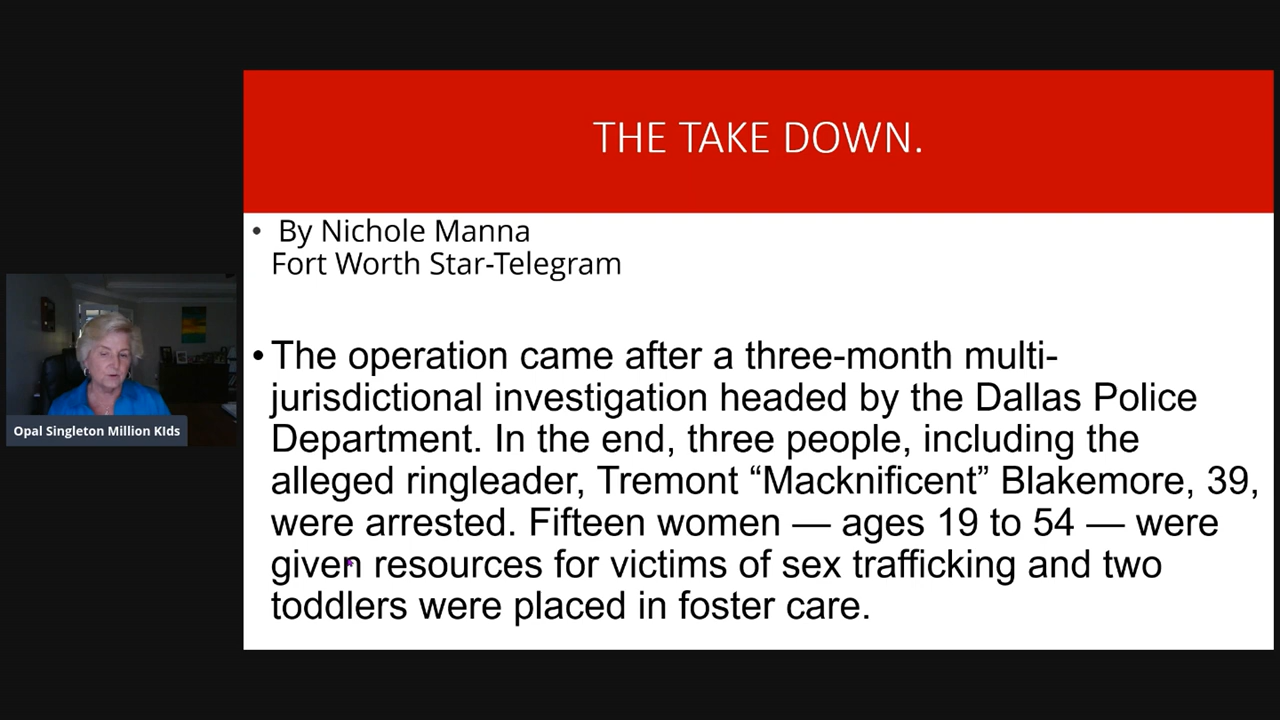 THE TAKE DOWN.
• By Nichole Manna
Fort Worth Star-Telegram
• The operation came after a three-month multi-
jurisdictional investigation headed by the Dallas Police
Department. In the end, three people, including the
alleged ringleader, Tremont “Macknificent” Blakemore, 39,
were arrested. Fifteen women — ages 19 to 54 — were
given resources for victims of sex trafficking and two
toddlers were placed in foster care.
Opal Singleton Million KIds